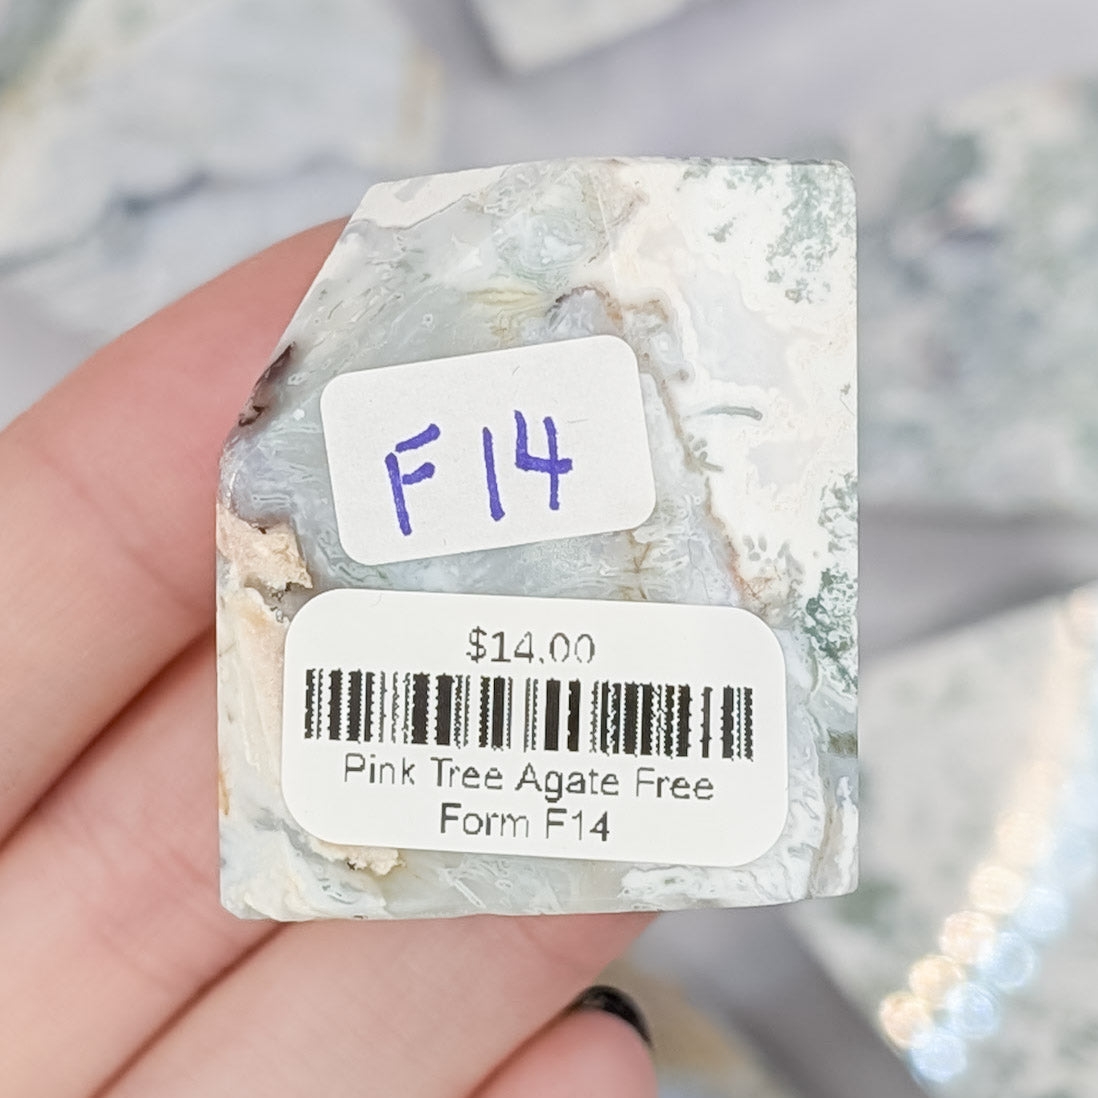 F14
$14.00
Pink Tree Agate Free
Form F14